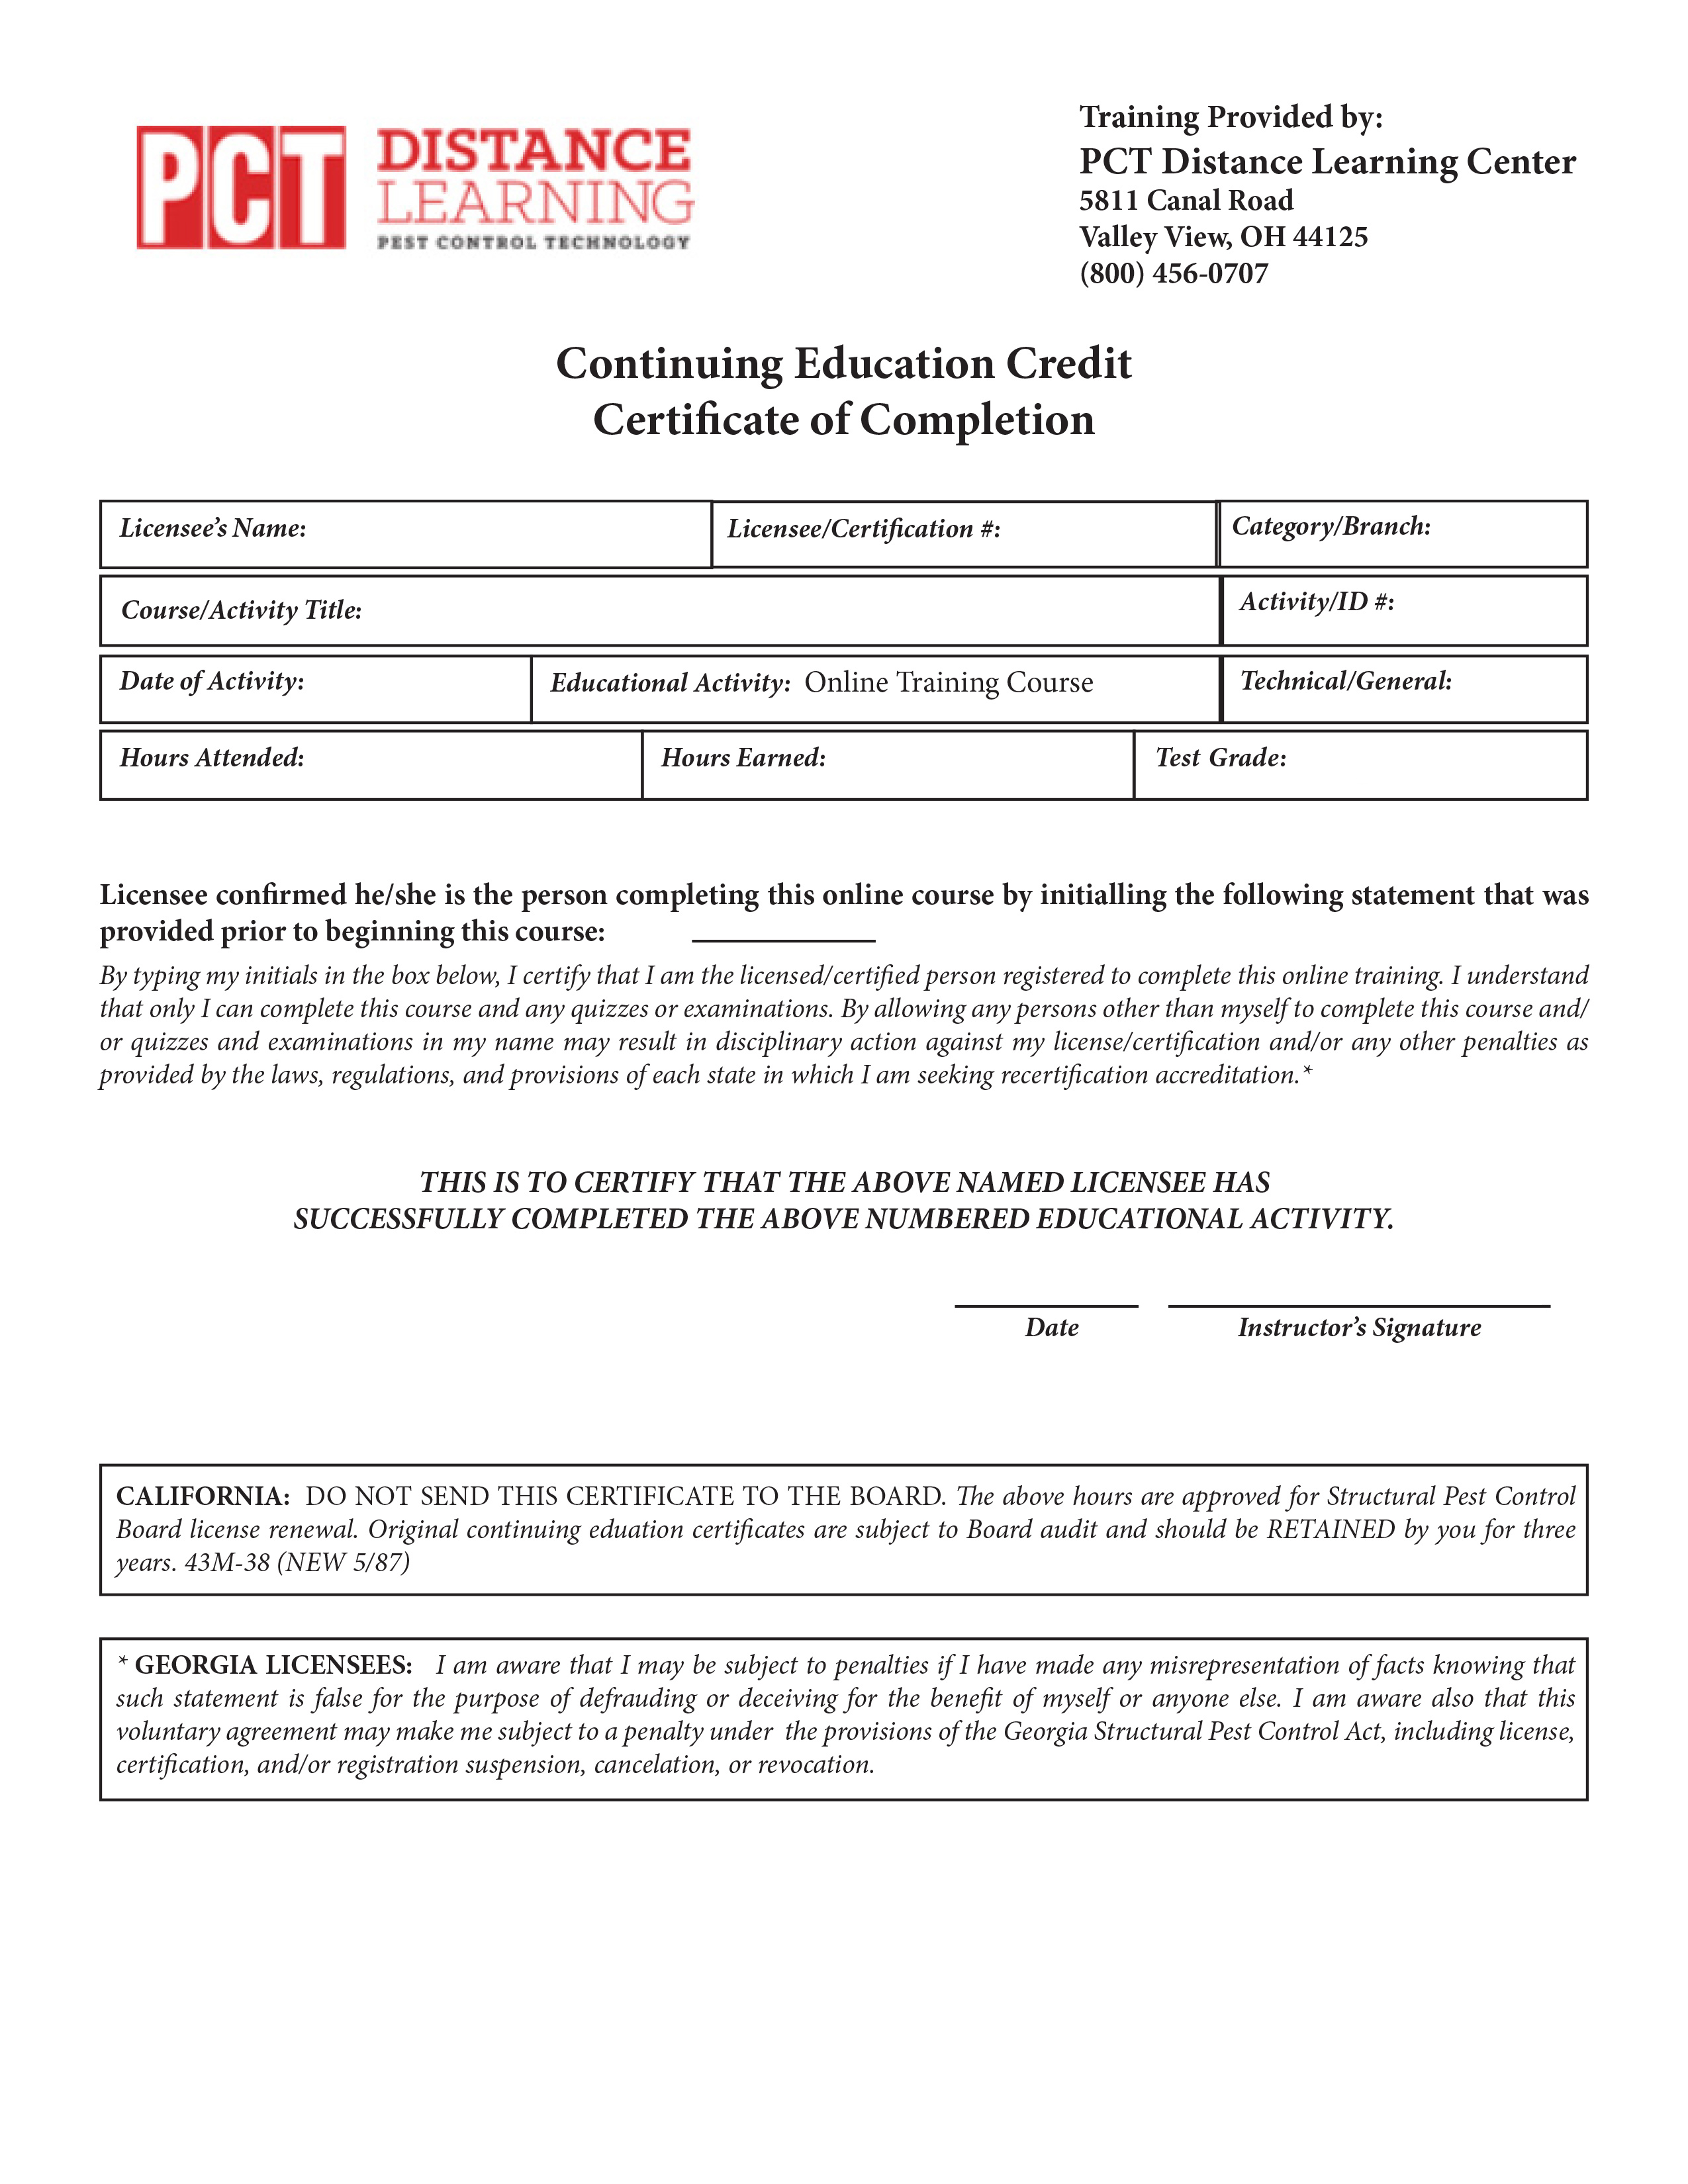 PCT DISTANCE
LEARNING
PEST CONTROL TECHNOLOGY
Training Provided by:
PCT Distance Learning Center
5811 Canal Road
Valley View, OH 44125
(800) 456-0707
Continuing Education Credit
Certificate of Completion
Licensee's Name: Licensee/Certification #: Category/Branch:
Course/Activity Title: Activity/ID #:
Date of Activity: Educational Activity: Online Training Course Technical/General:
Hours Attended: Hours Earned: Test Grade:
Licensee confirmed he/she is the person completing this online course by initialling the following statement that was
provided prior to beginning this course:
By typing my initials in the box below, I certify that I am the licensed/certified person registered to complete this online training. I understand
that only I can complete this course and any quizzes or examinations. By allowing any persons other than myself to complete this course and/
or quizzes and examinations in my name may result in disciplinary action against my license/certification and/or any other penalties as
provided by the laws, regulations, and provisions of each state in which I am seeking recertification accreditation.*
THIS IS TO CERTIFY THAT THE ABOVE NAMED LICENSEE HAS
SUCCESSFULLY COMPLETED THE ABOVE NUMBERED EDUCATIONAL ACTIVITY.
Date Instructor's Signature
CALIFORNIA: DO NOT SEND THIS CERTIFICATE TO THE BOARD. The above hours are approved for Structural Pest Control
Board license renewal. Original continuing eduation certificates are subject to Board audit and should be RETAINED by you for three
years. 43M-38 (NEW 5/87)
* GEORGIA LICENSEES: I am aware that I may be subject to penalties if I have made any misrepresentation of facts knowing that
such statement is false for the purpose of defrauding or deceiving for the benefit of myself or anyone else. I am aware also that this
voluntary agreement may make me subject to a penalty under the provisions of the Georgia Structural Pest Control Act, including license,
certification, and/or registration suspension, cancelation, or revocation.